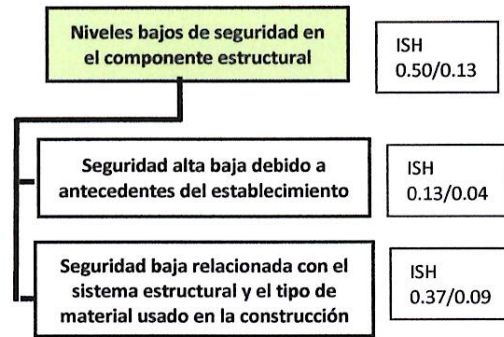 Niveles bajos de seguridad en
el componente estructural
ISH
0.50/0.13
Seguridad alta baja debido a
antecedentes del establecimiento
ISH
0.13/0.04
Seguridad baja relacionada con el
sistema estructural y el tipo de
material usado en la construcción
ISH
0.37/0.09